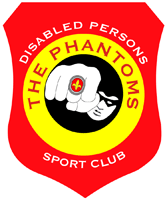 DISABLED PERSONS
THE PHANTOMS
SPORT CLUB